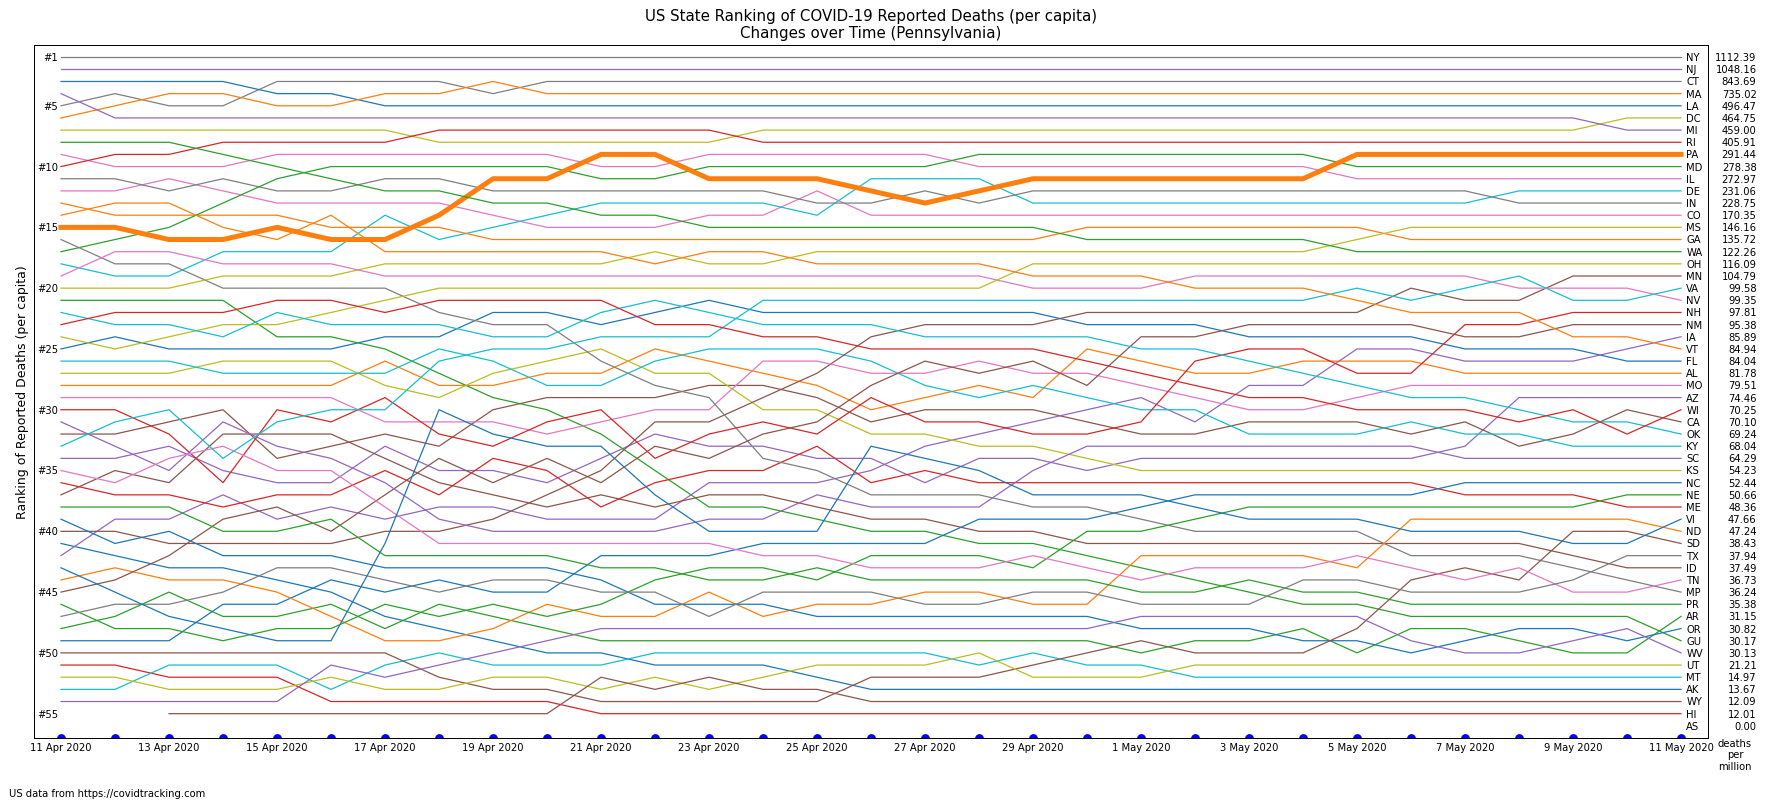 US State Ranking of COVID-19 Reported Deaths (per capita)
Changes over Time (Pennsylvania)
Ranking of Reported Deaths (per capita)
#1
#5
#10
#15
#20
#25
#30
#35
#40
#45
#50
#55
NY 1112.39
NJ 1048.16
CT 843.69
MA 735.02
LA 496.47
DC 464.75
MI 459.00
RI 405.91
PA 291.44
MD 278.38
IL 272.97
DE 231.06
IN 228.75
CO 170.35
MS 146.16
GA 135.72
WA 122.26
OH 116.09
MN 104.79
VA 99.58
NV 99.35
NH 97.81
NM 95.38
IA 85.89
VT 84.94
FL 84.04
AL 81.78
MO 79.51
AZ 74.46
WI 70.25
CA 70.10
OK 69.24
KY 68.04
SC 64.29
KS 54.23
NC 52.44
NE 50.66
ME 48.36
VI 47.66
ND 47.24
SD 38.43
TX 37.94
ID 37.49
TN 36.73
MP 36.24
PR 35.38
AR 31.15
OR 30.82
GU 30.17
WV 30.13
UT 21.21
MT 14.97
AK 13.67
WY 12.09
HI 12.01
AS 0.00
11 Apr 2020 13 Apr 2020 15 Apr 2020 17 Apr 2020 19 Apr 2020 21 Apr 2020 23 Apr 2020 25 Apr 2020 27 Apr 2020 29 Apr 2020 1 May 2020 3 May 2020 5 May 2020 7 May 2020 9 May 2020 11 May 2020
deaths
per
million
US data from https://covidtracking.com